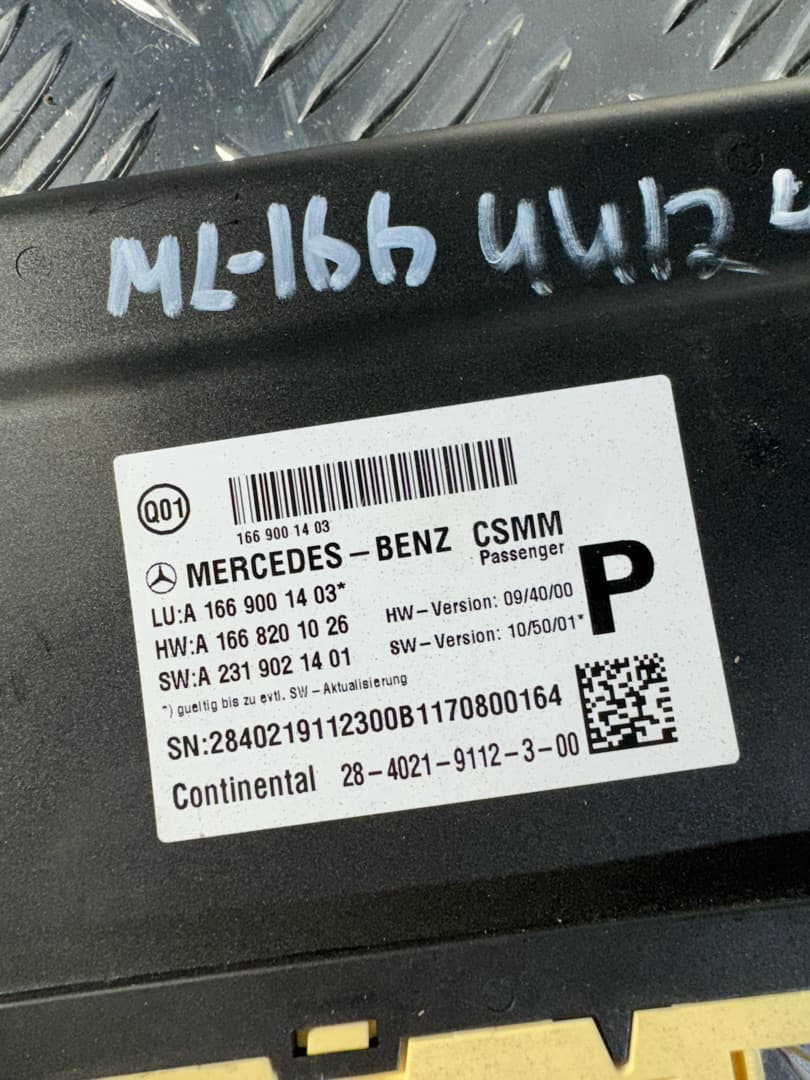 ML-166
Q01
166 900 14 03
MERCEDES-BENZ CSMM
Passenger
P
LU:A 166 900 14 03*
HW:A 166 820 10 26
SW:A 231 902 14 01
HW-Version: 09/40/00
SW-Version: 10/50/01*
*) gueltig bis zu evtl. SW-Aktualisierung
SN:2840219112300B1170800164
Continental 28-4021-9112-3-00